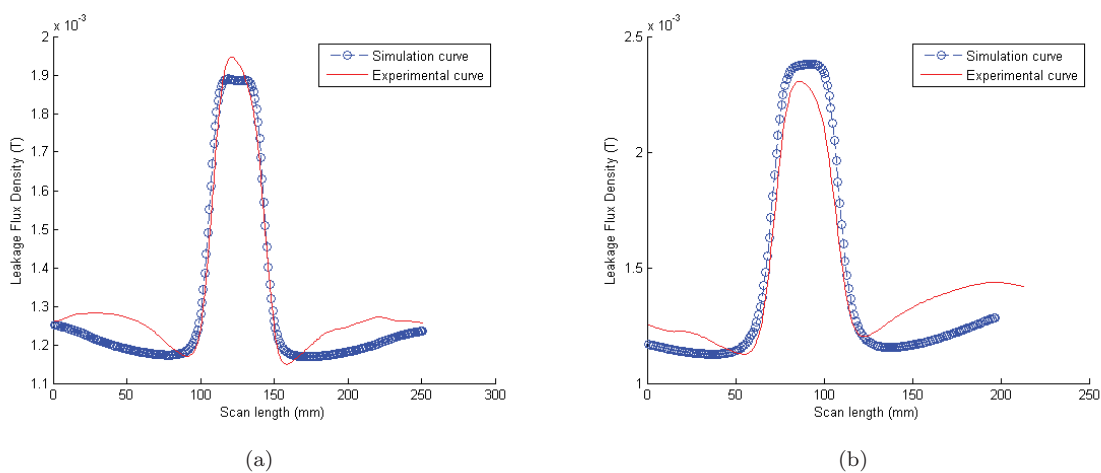 x 10⁻³
2
1.9
1.8
1.7
1.6
1.5
1.4
1.3
1.2
1.1
Leakage Flux Density (T)
0 50 100 150 200 250 300
Scan length (mm)
Simulation curve
Experimental curve
(a)
x 10⁻³
2.5
2
1.5
1
Leakage Flux Density (T)
0 50 100 150 200 250
Scan length (mm)
Simulation curve
Experimental curve
(b)